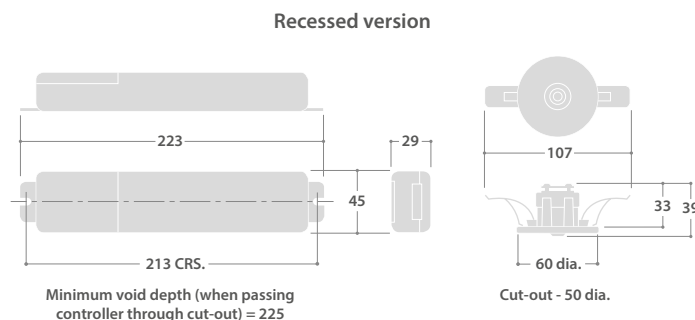 Recessed version
223
29
107
45
33
39
213 CRS.
60 dia.
Minimum void depth (when passing
controller through cut-out) = 225
Cut-out - 50 dia.